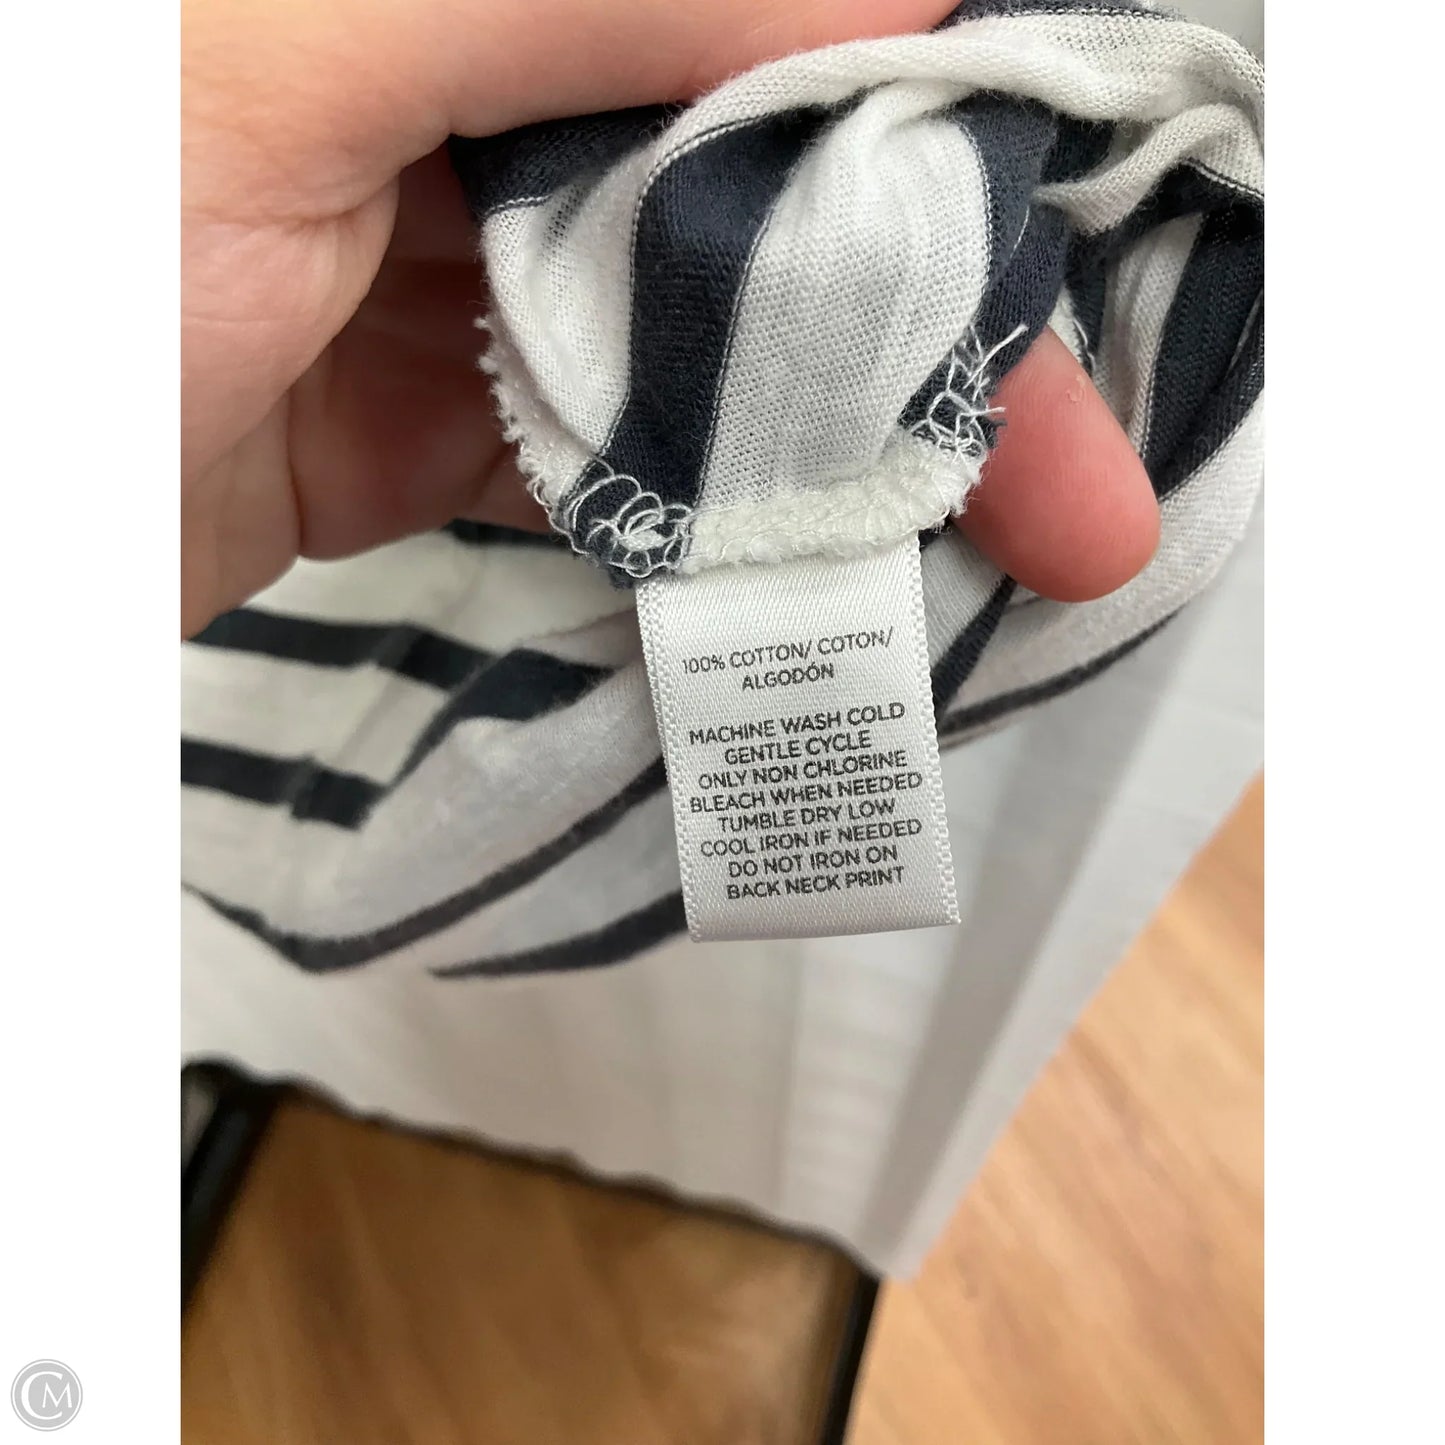 100% COTTON/ COTON/
ALGODÓN
MACHINE WASH COLD
GENTLE CYCLE
ONLY NON CHLORINE
BLEACH WHEN NEEDED
TUMBLE DRY LOW
COOL IRON IF NEEDED
DO NOT IRON ON
BACK NECK PRINT
CM